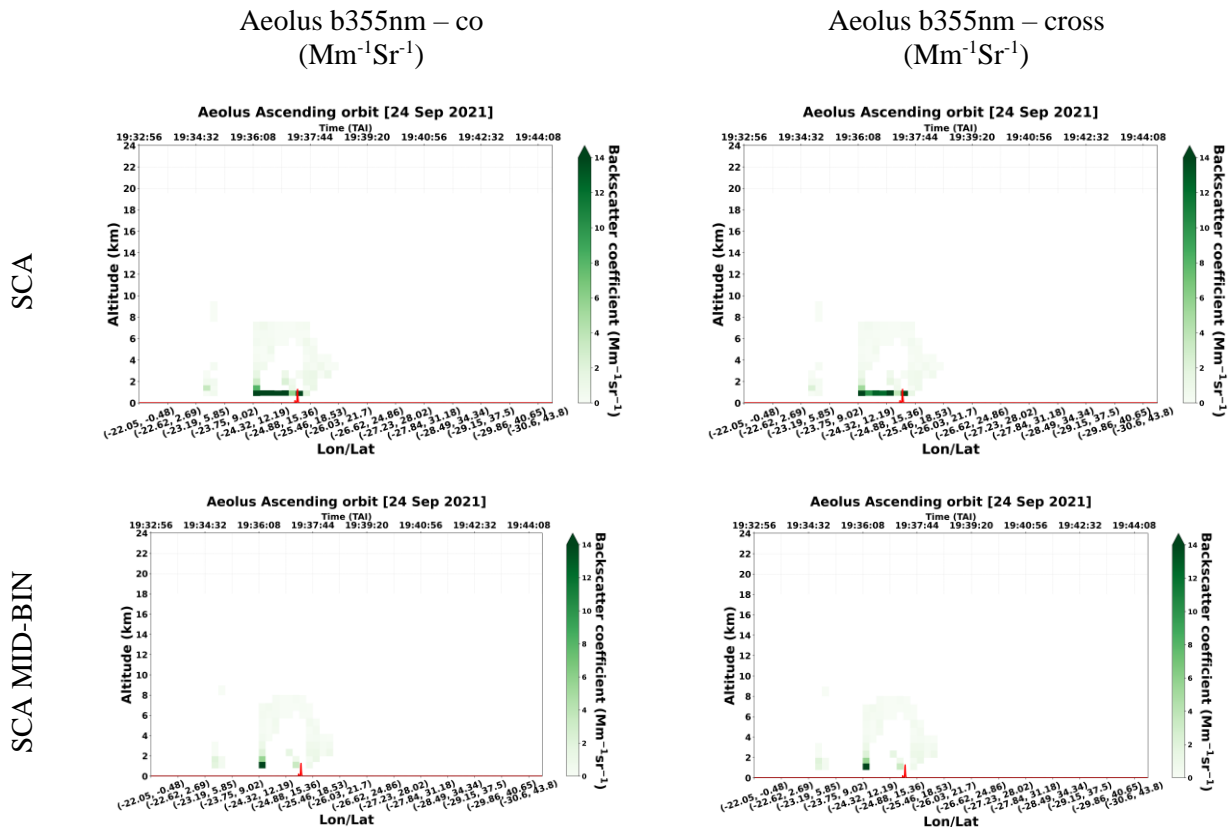 Aeolus b355nm – co
(Mm-1Sr-1)
Aeolus b355nm – cross
(Mm-1Sr-1)
SCA
Aeolus Ascending orbit [24 Sep 2021]
Time (TAI)
19:32:56 19:34:32 19:36:08 19:37:44 19:39:20 19:40:56 19:42:32 19:44:08
Altitude (km)
24
22
20
18
16
14
12
10
8
6
4
2
0
(-22.05, -0.48) (-22.62, 2.69) (-23.19, 5.85) (-23.75, 9.02) (-24.32, 12.19) (-24.88, 15.36) (-25.46, 18.53) (-26.03, 21.7) (-26.62, 24.86) (-27.23, 28.02) (-27.84, 31.18) (-28.49, 34.34) (-29.15, 37.5) (-29.86, 40.65) (-30.6, 43.8)
Lon/Lat
14
12
10
8
6
4
2
0
Backscatter coefficient (Mm−1sr−1)
Aeolus Ascending orbit [24 Sep 2021]
Time (TAI)
19:32:56 19:34:32 19:36:08 19:37:44 19:39:20 19:40:56 19:42:32 19:44:08
Altitude (km)
24
22
20
18
16
14
12
10
8
6
4
2
0
(-22.05, -0.48) (-22.62, 2.69) (-23.19, 5.85) (-23.75, 9.02) (-24.32, 12.19) (-24.88, 15.36) (-25.46, 18.53) (-26.03, 21.7) (-26.62, 24.86) (-27.23, 28.02) (-27.84, 31.18) (-28.49, 34.34) (-29.15, 37.5) (-29.86, 40.65) (-30.6, 43.8)
Lon/Lat
14
12
10
8
6
4
2
0
Backscatter coefficient (Mm−1sr−1)
SCA MID-BIN
Aeolus Ascending orbit [24 Sep 2021]
Time (TAI)
19:32:56 19:34:32 19:36:08 19:37:44 19:39:20 19:40:56 19:42:32 19:44:08
Altitude (km)
24
22
20
18
16
14
12
10
8
6
4
2
0
(-22.05, -0.48) (-22.62, 2.69) (-23.19, 5.85) (-23.75, 9.02) (-24.32, 12.19) (-24.88, 15.36) (-25.46, 18.53) (-26.03, 21.7) (-26.62, 24.86) (-27.23, 28.02) (-27.84, 31.18) (-28.49, 34.34) (-29.15, 37.5) (-29.86, 40.65) (-30.6, 43.8)
Lon/Lat
14
12
10
8
6
4
2
0
Backscatter coefficient (Mm−1sr−1)
Aeolus Ascending orbit [24 Sep 2021]
Time (TAI)
19:32:56 19:34:32 19:36:08 19:37:44 19:39:20 19:40:56 19:42:32 19:44:08
Altitude (km)
24
22
20
18
16
14
12
10
8
6
4
2
0
(-22.05, -0.48) (-22.62, 2.69) (-23.19, 5.85) (-23.75, 9.02) (-24.32, 12.19) (-24.88, 15.36) (-25.46, 18.53) (-26.03, 21.7) (-26.62, 24.86) (-27.23, 28.02) (-27.84, 31.18) (-28.49, 34.34) (-29.15, 37.5) (-29.86, 40.65) (-30.6, 43.8)
Lon/Lat
14
12
10
8
6
4
2
0
Backscatter coefficient (Mm−1sr−1)